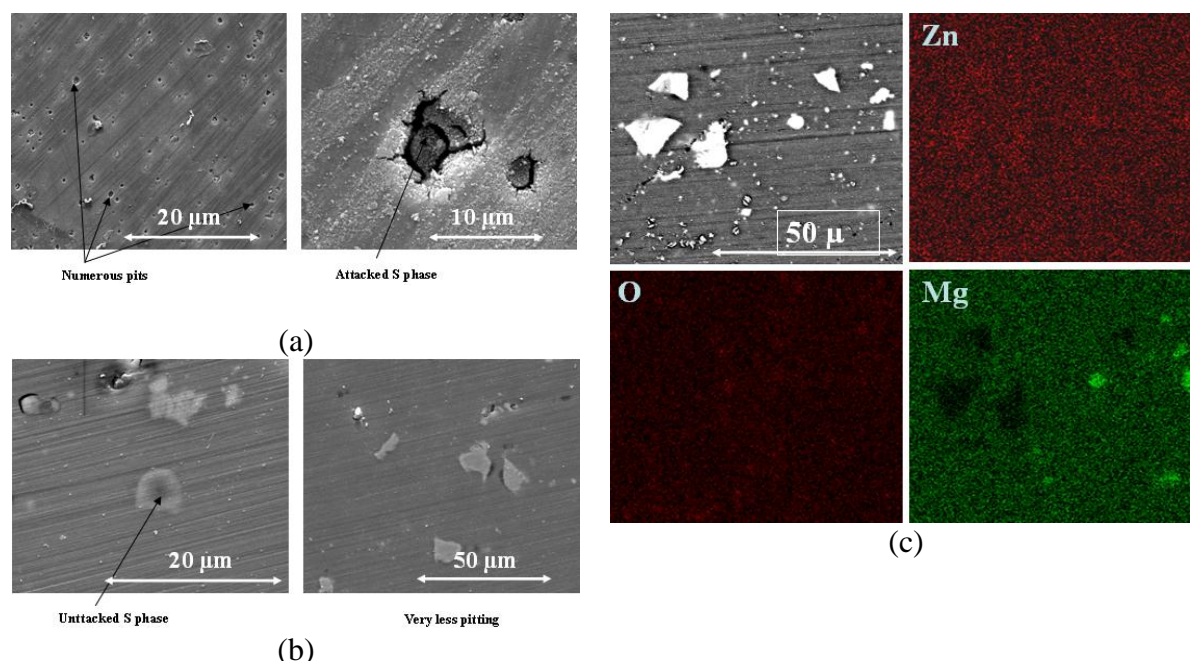 20 µm
10 µm
Numerous pits
Attacked S phase
(a)
20 µm
50 µm
Unttacked S phase
Very less pitting
(b)
50 µ
Zn
O
Mg
(c)